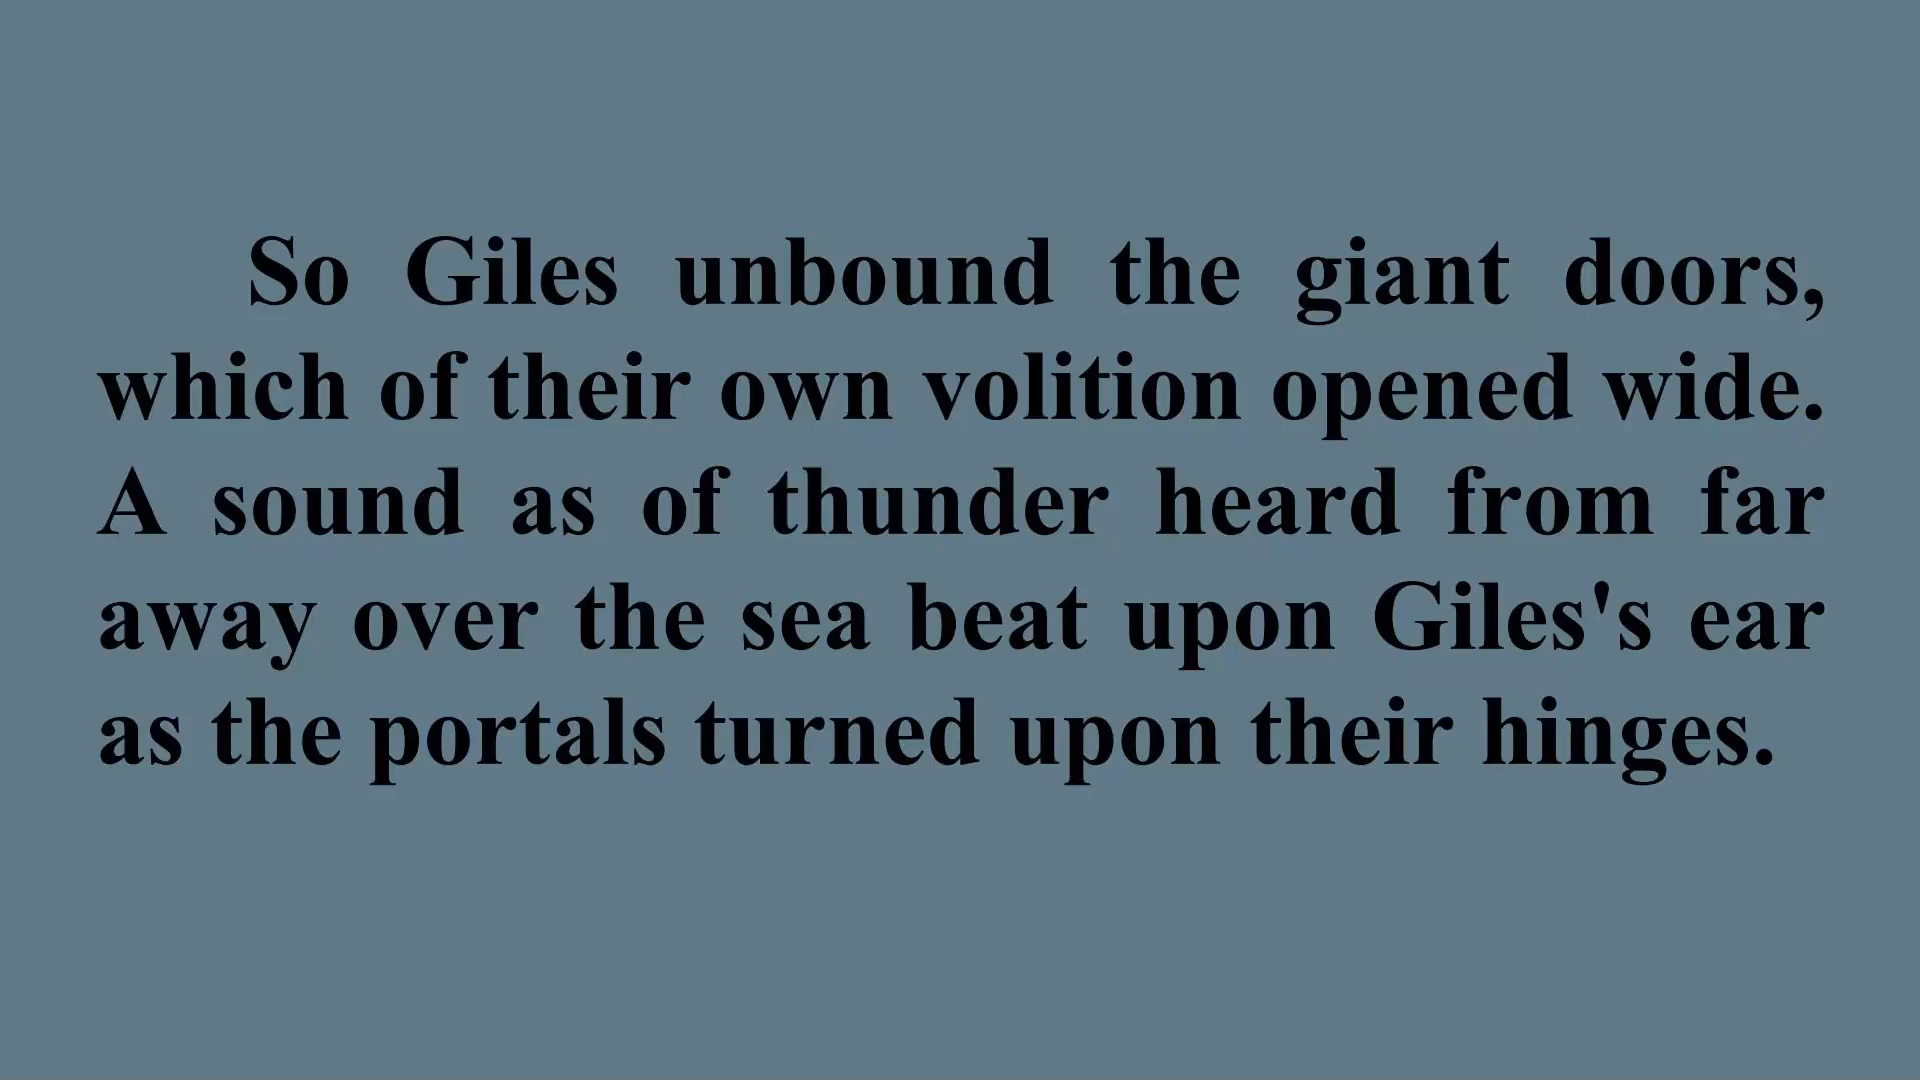 So Giles unbound the giant doors,
which of their own volition opened wide.
A sound as of thunder heard from far
away over the sea beat upon Giles's ear
as the portals turned upon their hinges.